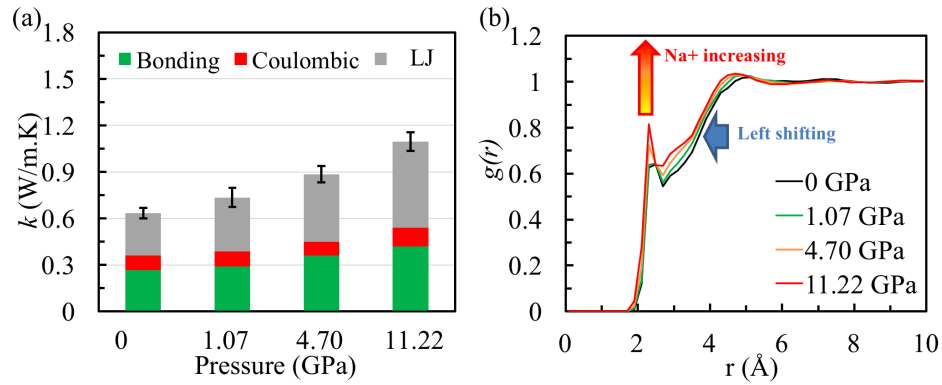 (a)
1.8
1.5
1.2
0.9
0.6
0.3
0
k (W/m.K)
Bonding Coulombic LJ
0 1.07 4.70 11.22
Pressure (GPa)
(b)
1.2
1
0.8
0.6
0.4
0.2
0
g(r)
Na+ increasing
Left shifting
0 GPa
1.07 GPa
4.70 GPa
11.22 GPa
0 2 4 6 8 10
r (Å)